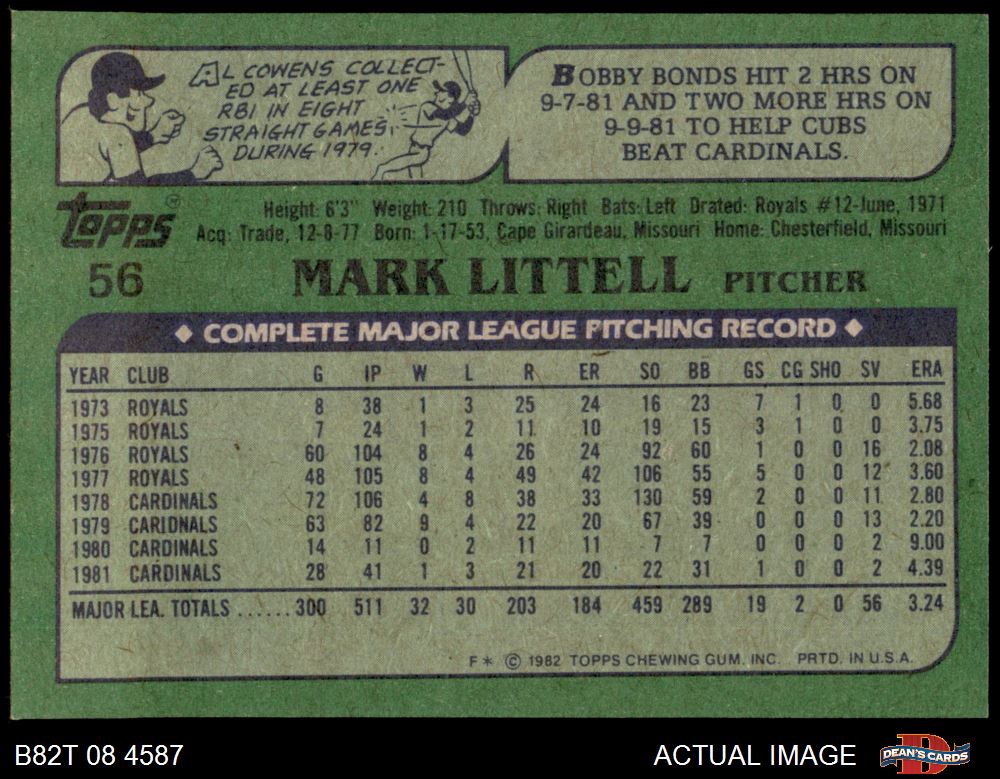 AL COWENS COLLECT-
ED AT LEAST ONE
RBI IN EIGHT
STRAIGHT GAMES,
DURING 1979.
BOBBY BONDS HIT 2 HRS ON
9-7-81 AND TWO MORE HRS ON
9-9-81 TO HELP CUBS
BEAT CARDINALS.
Topps®
Height: 6'3" Weight: 210 Throws: Right Bats: Left Drated: Royals #12-June, 1971
Acq: Trade, 12-8-77 Born: 1-17-53, Cape Girardeau, Missouri Home: Chesterfield, Missouri
56 MARK LITTELL PITCHER
◆ COMPLETE MAJOR LEAGUE PITCHING RECORD ◆
YEAR CLUB G IP W L R ER SO BB GS CG SHO SV ERA
1973 ROYALS 8 38 1 3 25 24 16 23 7 1 0 0 5.68
1975 ROYALS 7 24 1 2 11 10 19 15 3 1 0 0 3.75
1976 ROYALS 60 104 8 4 26 24 92 60 1 0 0 16 2.08
1977 ROYALS 48 105 8 4 49 42 106 55 5 0 0 12 3.60
1978 CARDINALS 72 106 4 8 38 33 130 59 2 0 0 11 2.80
1979 CARIDNALS 63 82 9 4 22 20 67 39 0 0 0 13 2.20
1980 CARDINALS 14 11 0 2 11 11 7 7 0 0 0 2 9.00
1981 CARDINALS 28 41 1 3 21 20 22 31 1 0 0 2 4.39
MAJOR LEA. TOTALS ......300 511 32 30 203 184 459 289 19 2 0 56 3.24
F* © 1982 TOPPS CHEWING GUM, INC. PRTD. IN U.S.A.
B82T 08 4587 ACTUAL IMAGE DEAN'S CARDS